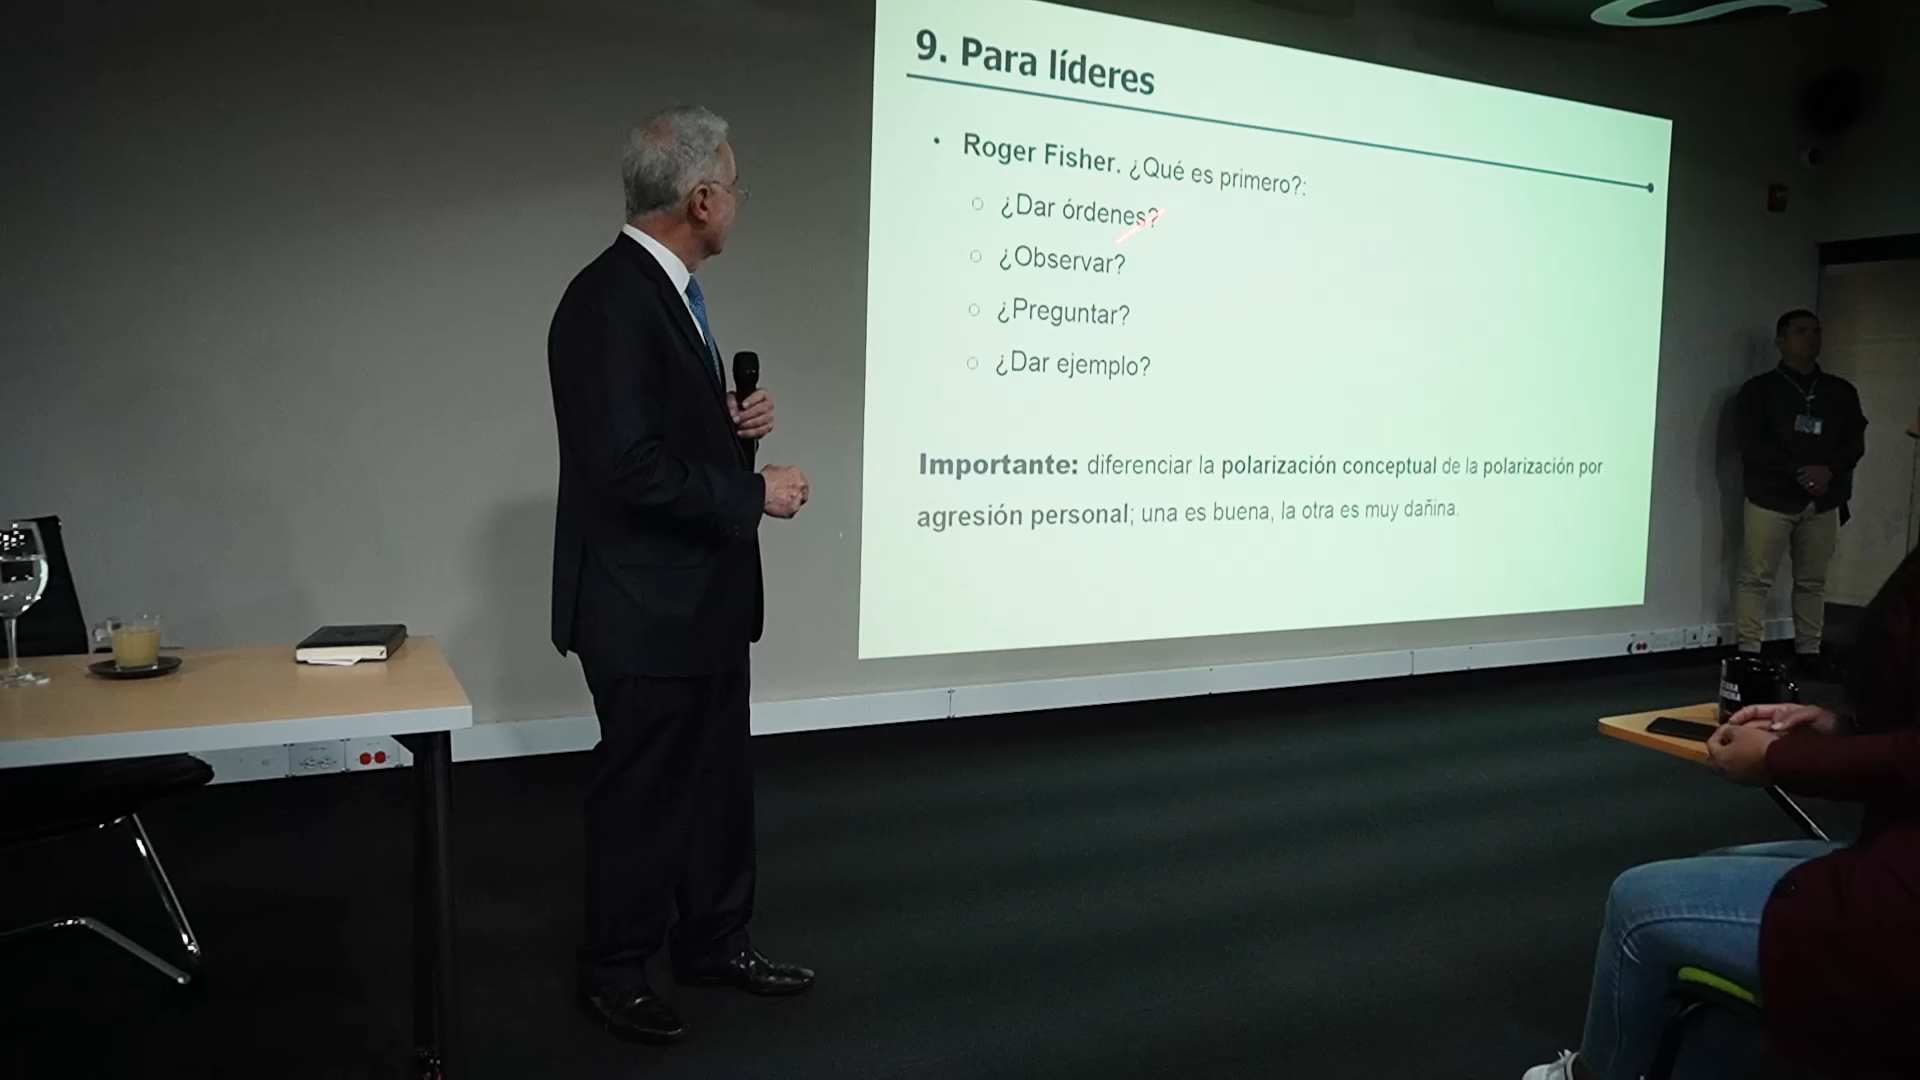 9. Para líderes
• Roger Fisher. ¿Qué es primero?:
○ ¿Dar órdenes?
○ ¿Observar?
○ ¿Preguntar?
○ ¿Dar ejemplo?
Importante: diferenciar la polarización conceptual de la polarización por
agresión personal; una es buena, la otra es muy dañina.